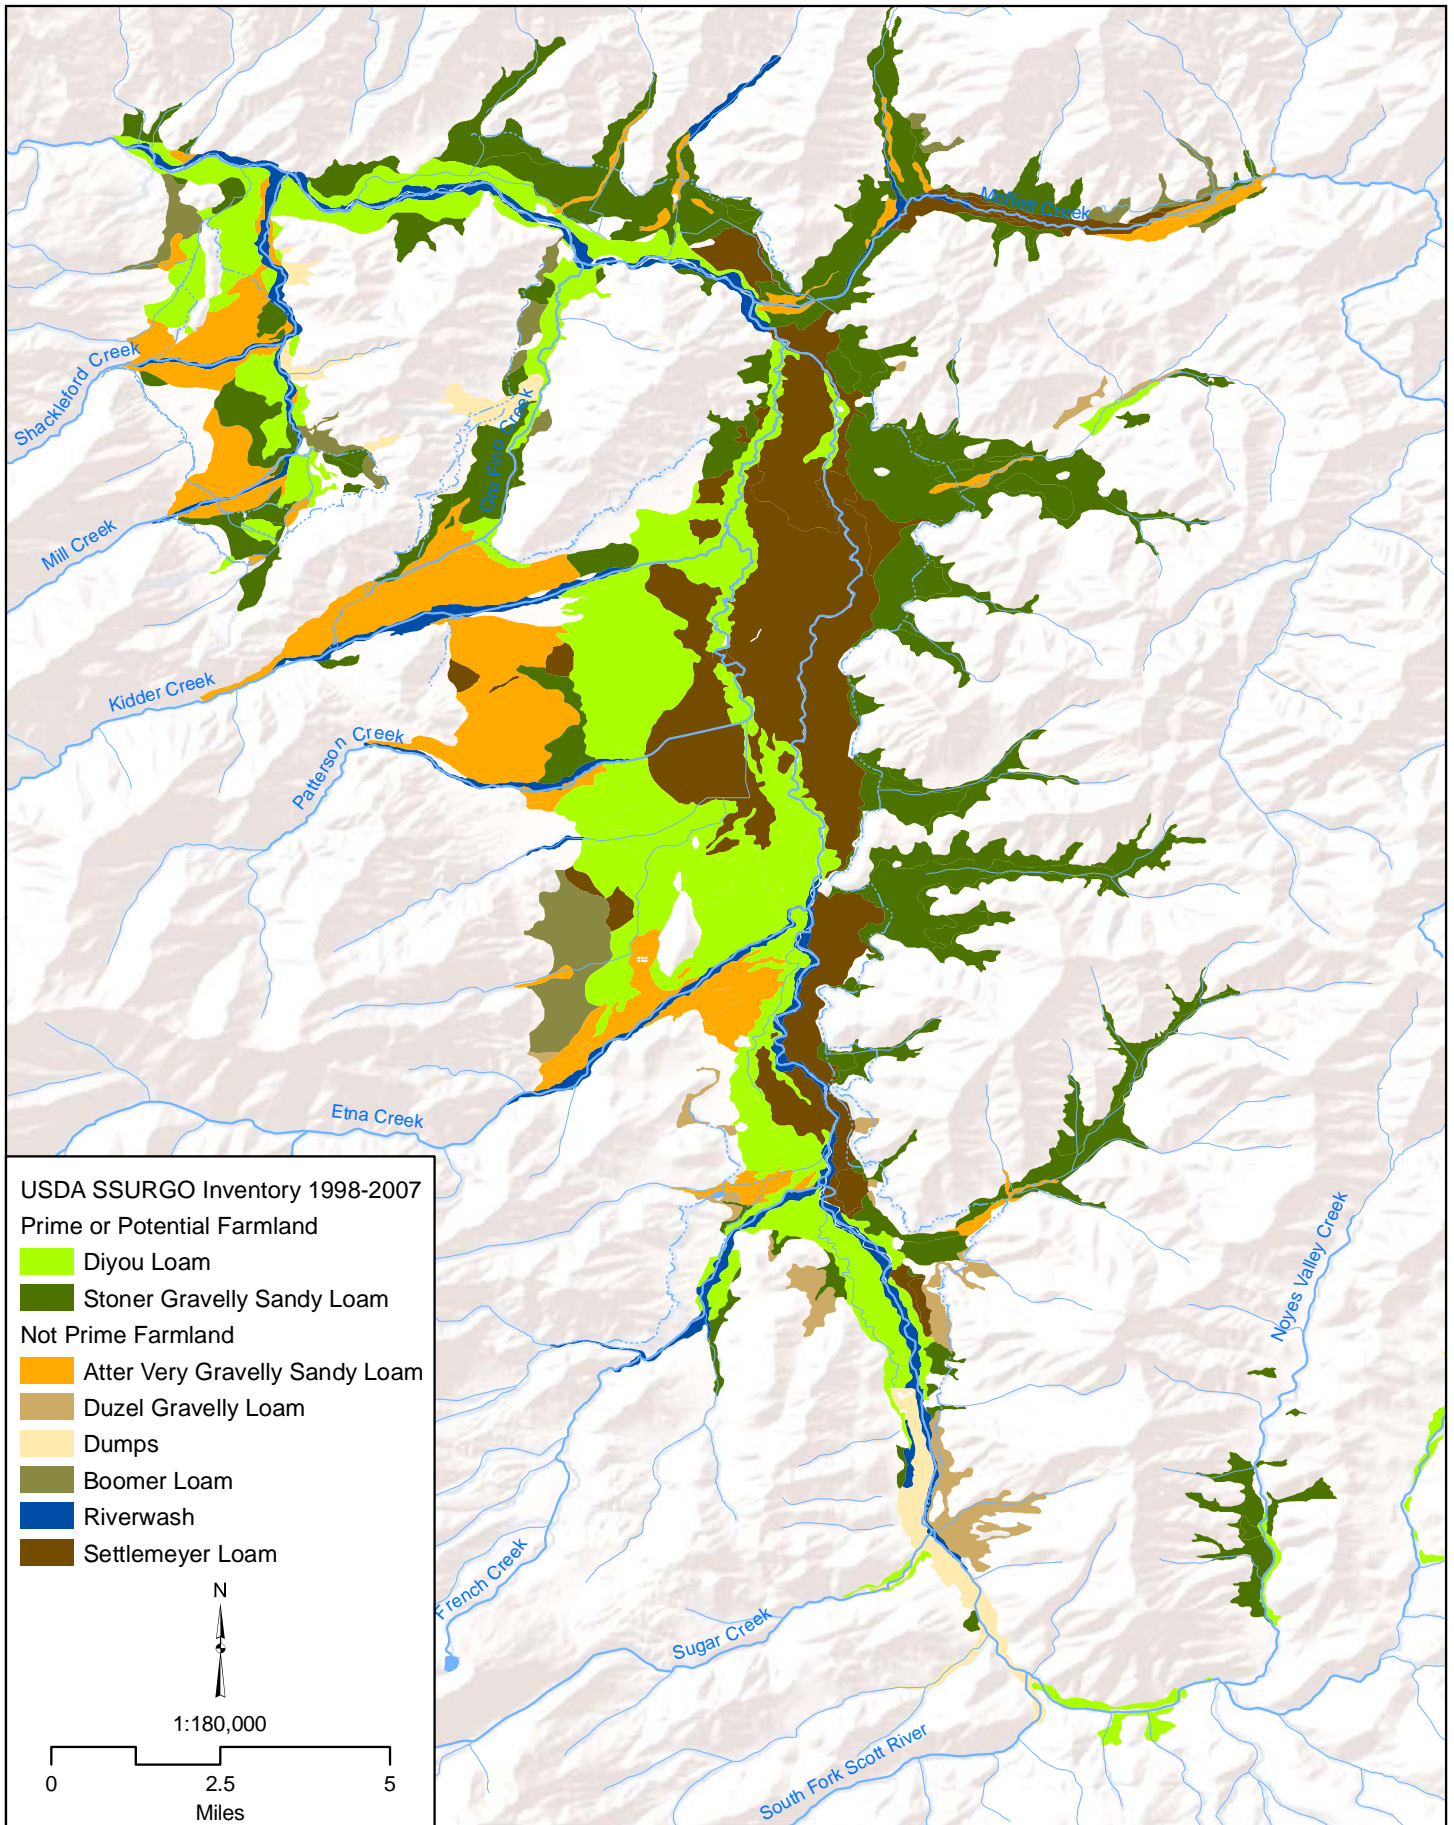 Moffett Creek
Shackleford Creek
Oro Fino Creek
Mill Creek
Kidder Creek
Patterson Creek
Etna Creek
Noyes Valley Creek
French Creek
Sugar Creek
South Fork Scott River
USDA SSURGO Inventory 1998-2007
Prime or Potential Farmland
Diyou Loam
Stoner Gravelly Sandy Loam
Not Prime Farmland
Atter Very Gravelly Sandy Loam
Duzel Gravelly Loam
Dumps
Boomer Loam
Riverwash
Settlemeyer Loam
N
1:180,000
0 2.5 5
Miles